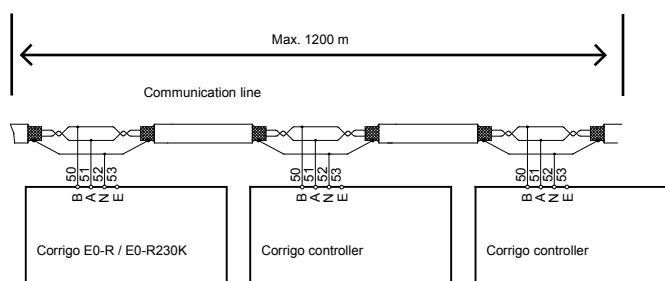 Max. 1200 m
Communication line
50 51 52 53 50 51 52 53 50 51 52 53
B A N E B A N E B A N E
Corrigo E0-R / E0-R230K Corrigo controller Corrigo controller